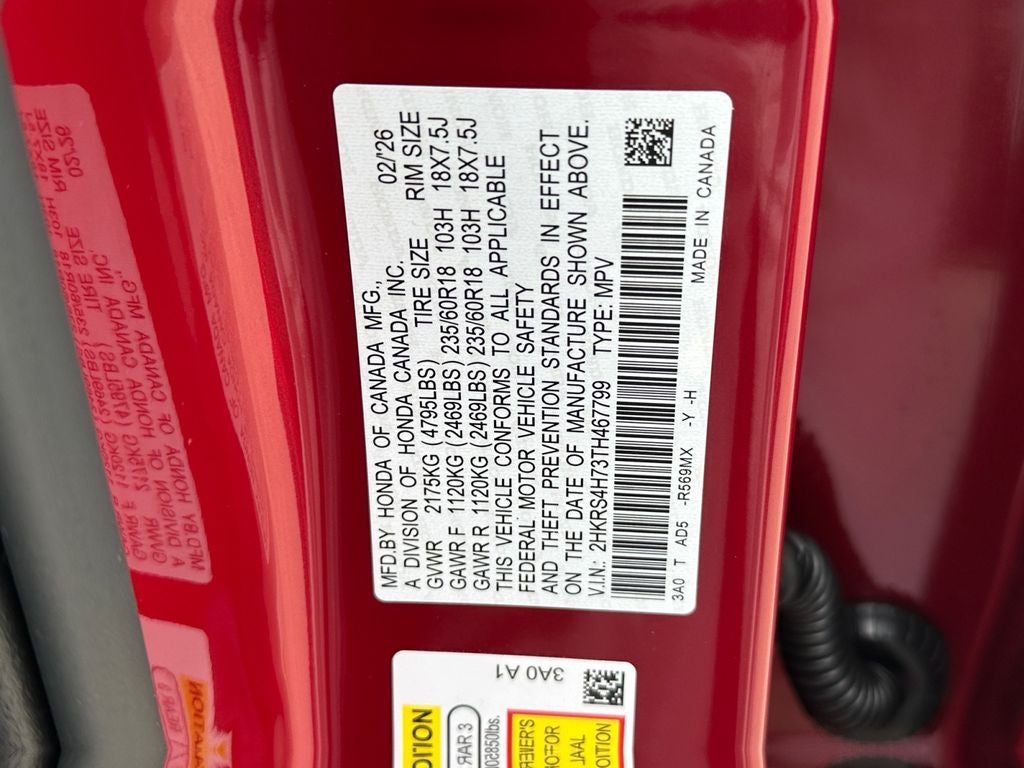 MFD.BY HONDA OF CANADA MFG., 02/'26
A DIVISION OF HONDA CANADA INC.
GVWR 2175KG (4795LBS) TIRE SIZE RIM SIZE
GAWR F 1120KG (2469LBS) 235/60R18 103H 18X7.5J
GAWR R 1120KG (2469LBS) 235/60R18 103H 18X7.5J
THIS VEHICLE CONFORMS TO ALL APPLICABLE
FEDERAL MOTOR VEHICLE SAFETY
AND THEFT PREVENTION STANDARDS IN EFFECT
ON THE DATE OF MANUFACTURE SHOWN ABOVE.
V.I.N.: 2HKRS4H73TH467799 TYPE: MPV
3A0 T AD5 -R569MX -Y -H MADE IN CANADA
3A0 A1